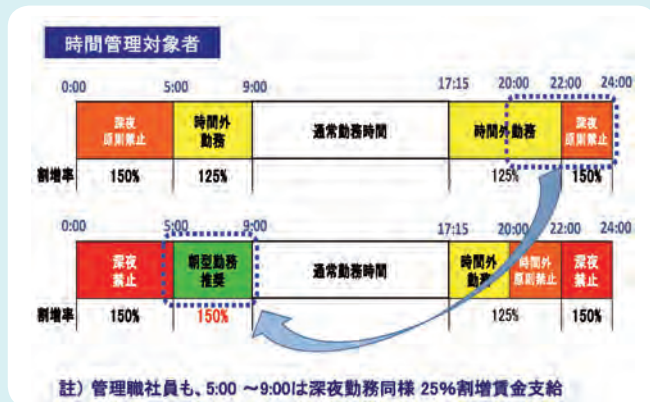 時間管理対象者
0:00 5:00 9:00 17:15 20:00 22:00 24:00
深夜 時間外 通常勤務時間 時間外勤務 深夜
原則禁止 勤務 原則禁止
割増率 150% 125% 125% 150%
0:00 5:00 9:00 17:15 20:00 22:00 24:00
深夜 朝型勤務 通常勤務時間 時間外 時間外 深夜
禁止 推奨 勤務 原則禁止 禁止
割増率 150% 150% 125% 150%
註) 管理職社員も、5:00 ～9:00は深夜勤務同様 25%割増賃金支給